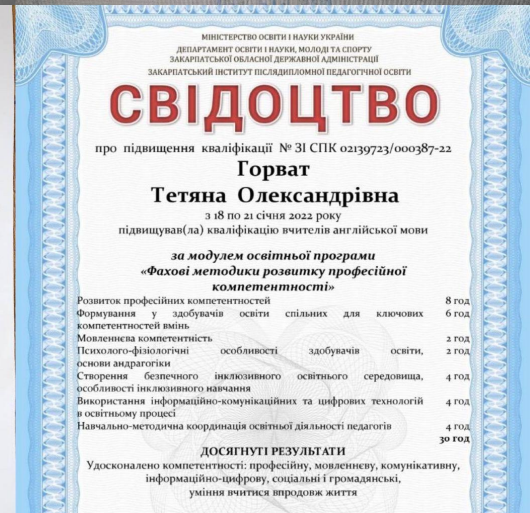 МІНІСТЕРСТВО ОСВІТИ І НАУКИ УКРАЇНИ
ДЕПАРТАМЕНТ ОСВІТИ І НАУКИ, МОЛОДІ ТА СПОРТУ
ЗАКАРПАТСЬКОЇ ОБЛАСНОЇ ДЕРЖАВНОЇ АДМІНІСТРАЦІЇ
ЗАКАРПАТСЬКИЙ ІНСТИТУТ ПІСЛЯДИПЛОМНОЇ ПЕДАГОГІЧНОЇ ОСВІТИ
СВІДОЦТВО
про підвищення кваліфікації № ЗІ СПК 02139723/000387-22
Горват
Тетяна Олександрівна
з 18 по 21 січня 2022 року
підвищував(ла) кваліфікацію вчителів англійської мови
за модулем освітньої програми
«Фахові методики розвитку професійної
компетентності»
Розвиток професійних компетентностей 8 год
Формування у здобувачів освіти спільних для ключових 6 год
компетентностей вмінь
Мовленнєва компетентність 2 год
Психолого-фізіологічні особливості здобувачів освіти, 2 год
основи андрагогіки
Створення безпечного інклюзивного освітнього середовища, 4 год
особливості інклюзивного навчання
Використання інформаційно-комунікаційних та цифрових технологій 4 год
в освітньому процесі
Навчально-методична координація освітньої діяльності педагогів 4 год
30 год
ДОСЯГНУТІ РЕЗУЛЬТАТИ
Удосконалено компетентності: професійну, мовленнєву, комунікативну,
інформаційно-цифрову, соціальні і громадянські,
уміння вчитися впродовж життя